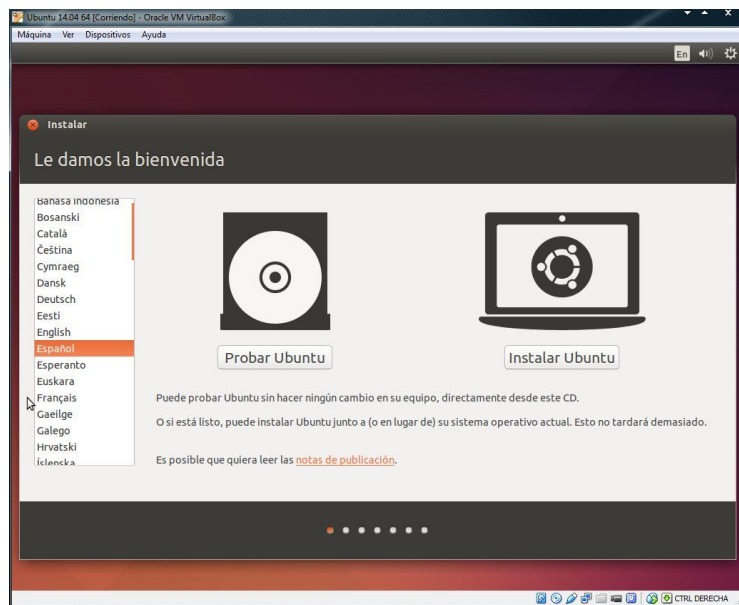 Ubuntu 14.04 64 [Corriendo] - Oracle VM VirtualBox
Máquina Ver Dispositivos Ayuda
En
Instalar
Le damos la bienvenida
Bahasa Indonesia
Bosanski
Català
Čeština
Cymraeg
Dansk
Deutsch
Eesti
English
Español
Esperanto
Euskara
Français
Gaeilge
Galego
Hrvatski
Íslenska
Probar Ubuntu
Instalar Ubuntu
Puede probar Ubuntu sin hacer ningún cambio en su equipo, directamente desde este CD.
O si está listo, puede instalar Ubuntu junto a (o en lugar de) su sistema operativo actual. Esto no tardará demasiado.
Es posible que quiera leer las notas de publicación.
CTRL DERECHA